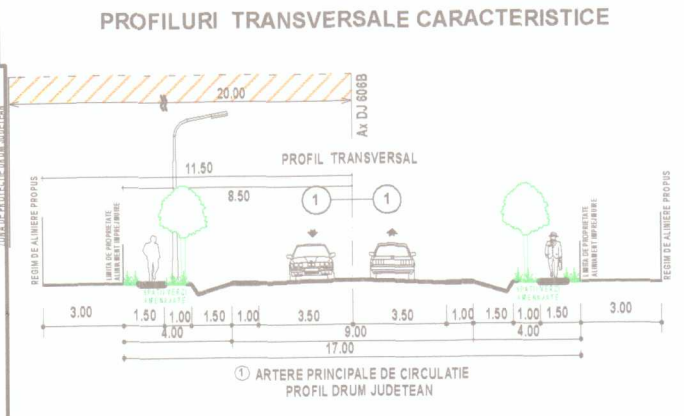 PROFILURI TRANSVERSALE CARACTERISTICE
20.00
Ax DJ 606B
PROFIL TRANSVERSAL
11.50
8.50
1
1
REGIM DE ALINIERE PROPUS
LIMITA DE PROPRIETATE
ALINIAMENT IMPREJMUIRE
LIMITA DE PROPRIETATE
ALINIAMENT IMPREJMUIRE
REGIM DE ALINIERE PROPUS
AMENAJATE
AMENAJATE
3.00 1.50 1.00 1.50 1.00 3.50 3.50 1.00 1.50 1.00 1.50 3.00
4.00 9.00 4.00
17.00
1 ARTERE PRINCIPALE DE CIRCULATIE
PROFIL DRUM JUDETEAN